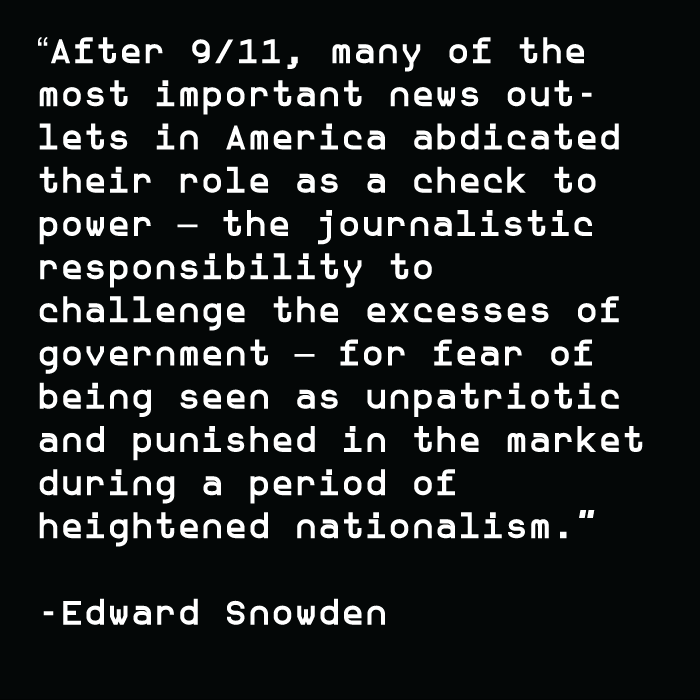 “After 9/11, many of the
most important news out-
lets in America abdicated
their role as a check to
power — the journalistic
responsibility to
challenge the excesses of
government — for fear of
being seen as unpatriotic
and punished in the market
during a period of
heightened nationalism.”
-Edward Snowden